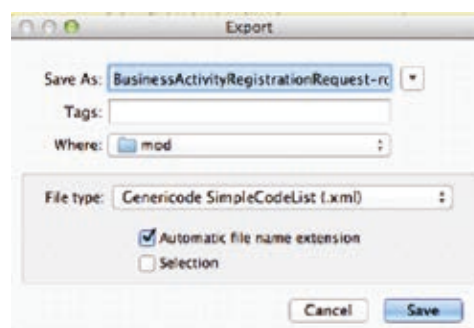 Export
Save As: BusinessActivityRegistrationRequest-rc
Tags:
Where: mod
File type: Genericode SimpleCodeList (.xml)
Automatic file name extension
Selection
Cancel Save